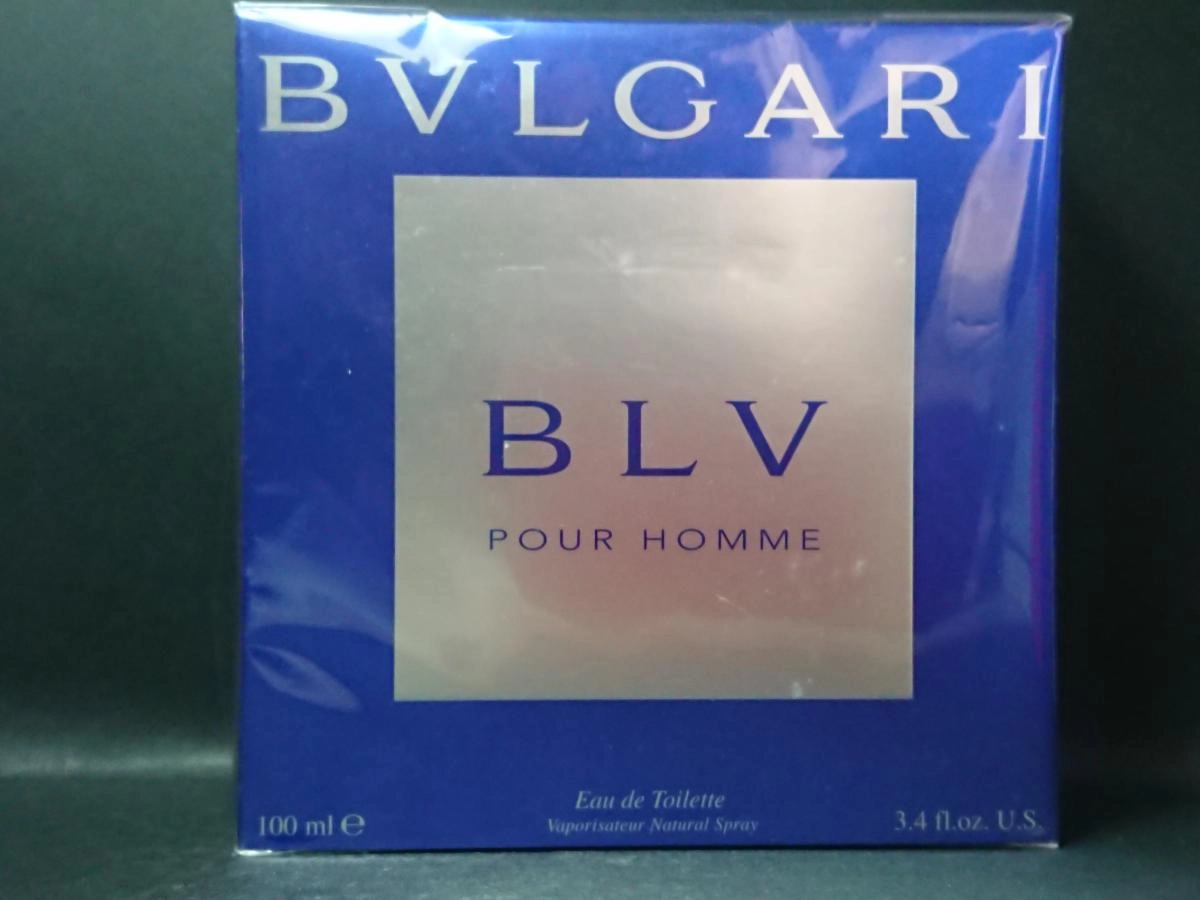 BVLGARI
BLV
POUR HOMME
Eau de Toilette
Vaporisateur Natural Spray
100 ml ℮
3.4 fl.oz. U.S.